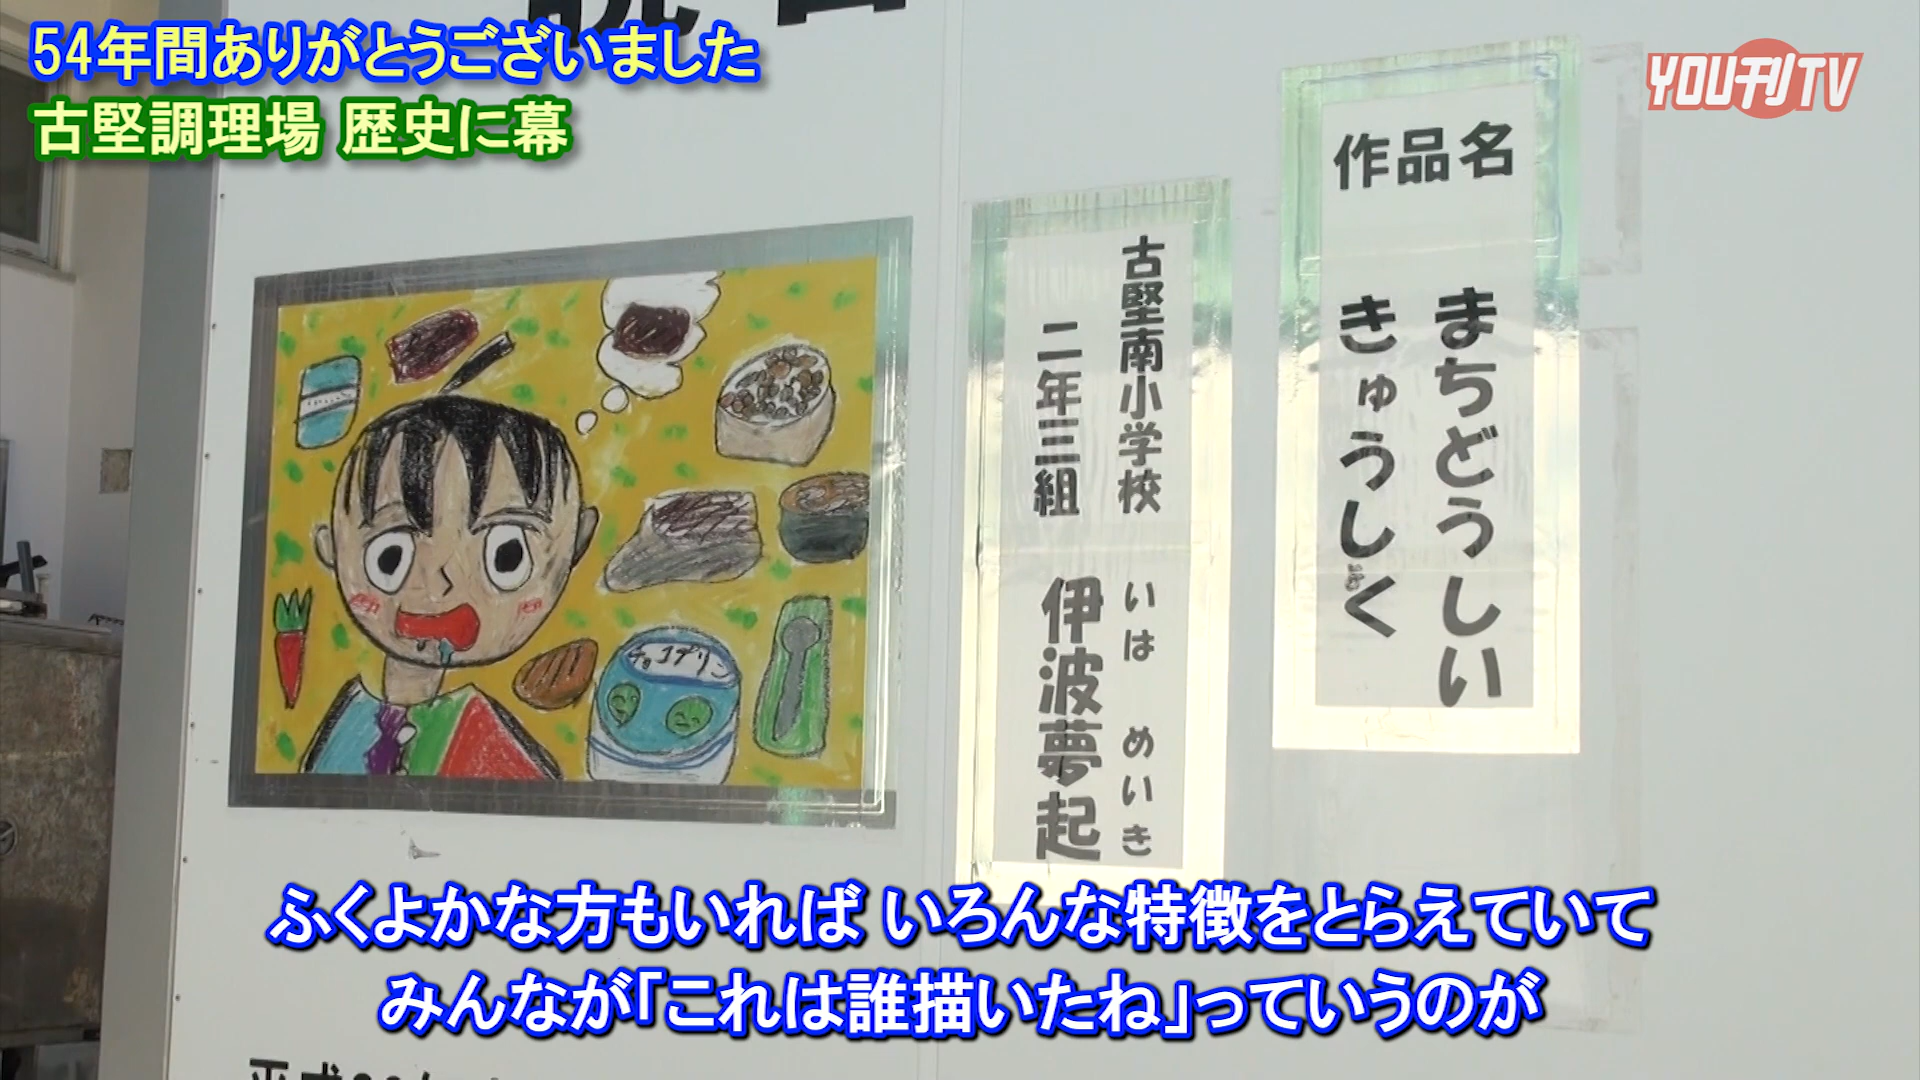 54年間ありがとうございました
古堅調理場 歴史に幕
YOU刊TV
作品名
まちどうしい
きゅうしょく
古堅南小学校
二年三組
いは めいき
伊波夢起
チョコプリン
ふくよかな方もいれば いろんな特徴をとらえていて
みんなが「これは誰描いたね」っていうのが